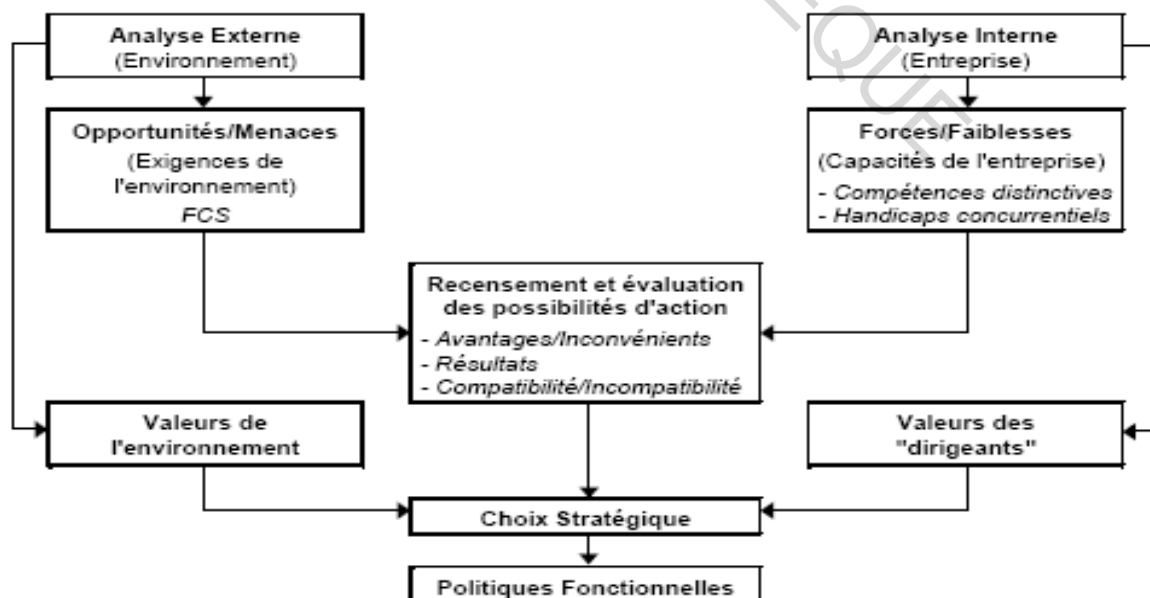 Analyse Externe
(Environnement)
Analyse Interne
(Entreprise)
Opportunités/Menaces
(Exigences de
l'environnement)
FCS
Forces/Faiblesses
(Capacités de l'entreprise)
- Compétences distinctives
- Handicaps concurrentiels
Recensement et évaluation
des possibilités d'action
- Avantages/Inconvénients
- Résultats
- Compatibilité/Incompatibilité
Valeurs de
l'environnement
Valeurs des
"dirigeants"
Choix Stratégique
Politiques Fonctionnelles